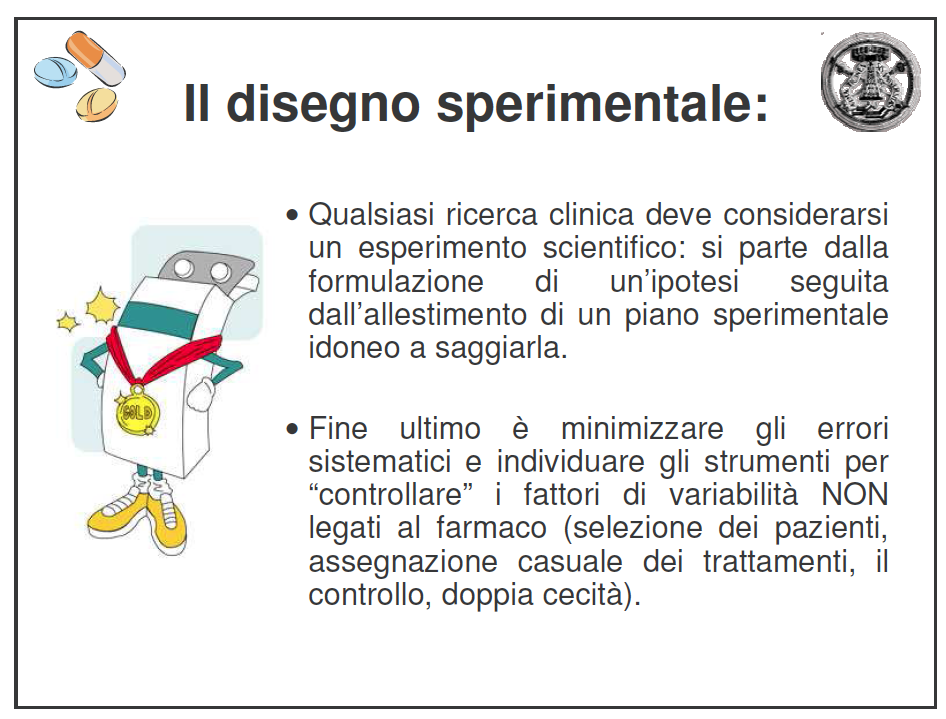 Il disegno sperimentale:
• Qualsiasi ricerca clinica deve considerarsi
un esperimento scientifico: si parte dalla
formulazione di un'ipotesi seguita
dall'allestimento di un piano sperimentale
idoneo a saggiarla.
GOLD
• Fine ultimo è minimizzare gli errori
sistematici e individuare gli strumenti per
“controllare” i fattori di variabilità NON
legati al farmaco (selezione dei pazienti,
assegnazione casuale dei trattamenti, il
controllo, doppia cecità).